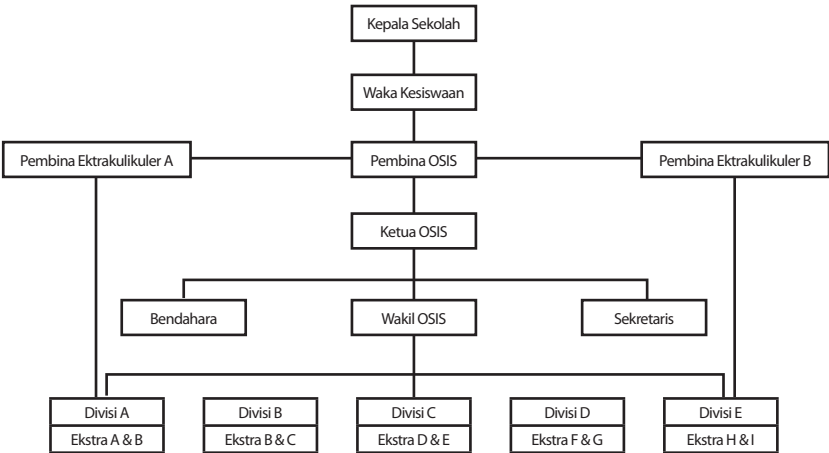 Kepala Sekolah
Waka Kesiswaan
Pembina Ektrakulikuler A
Pembina OSIS
Pembina Ektrakulikuler B
Ketua OSIS
Bendahara
Wakil OSIS
Sekretaris
Divisi A
Divisi B
Divisi C
Divisi D
Divisi E
Ekstra A & B
Ekstra B & C
Ekstra D & E
Ekstra F & G
Ekstra H & I